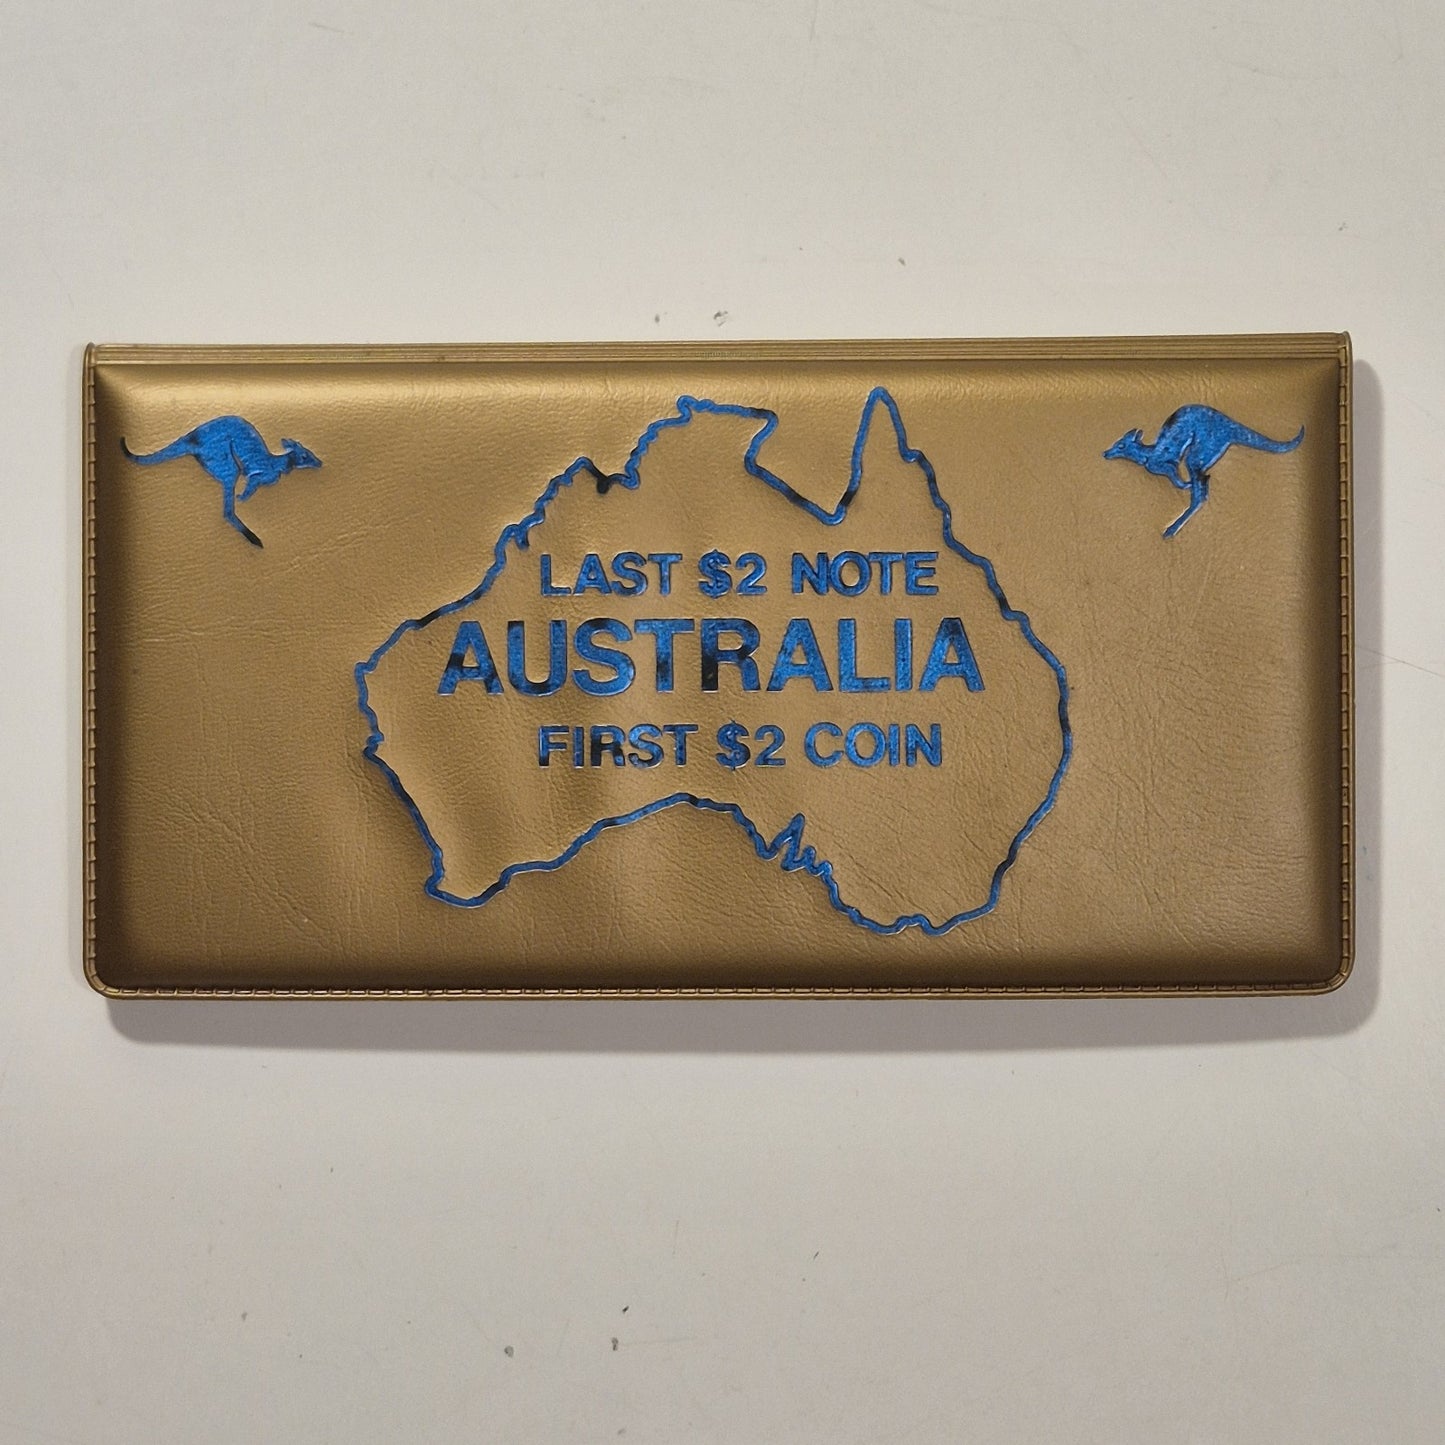 LAST $2 NOTE
AUSTRALIA
FIRST $2 COIN